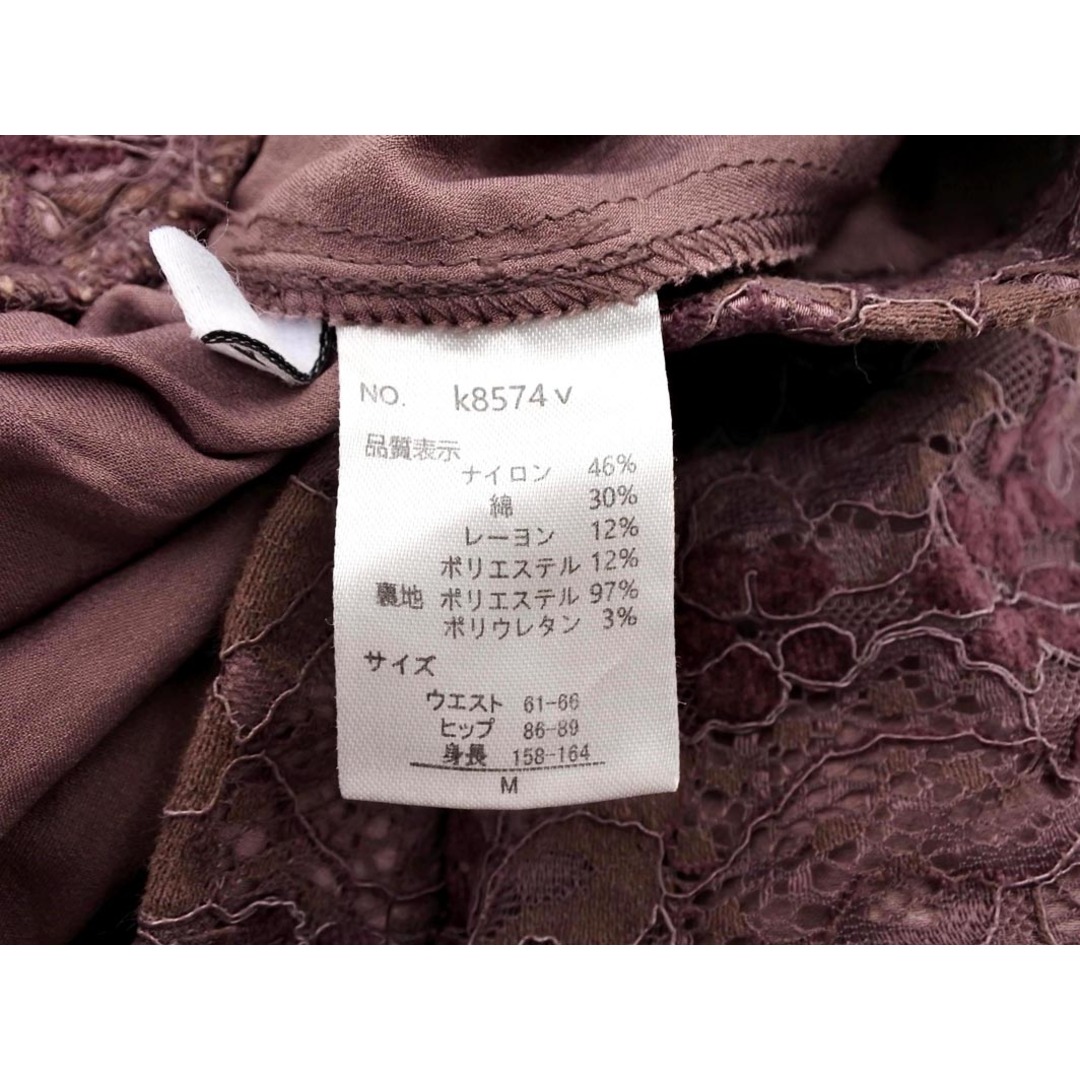 NO. k8574v
品質表示
ナイロン 46%
綿 30%
レーヨン 12%
ポリエステル 12%
裏地 ポリエステル 97%
ポリウレタン 3%
サイズ
ウエスト 61-66
ヒップ 86-89
身長 158-164
M